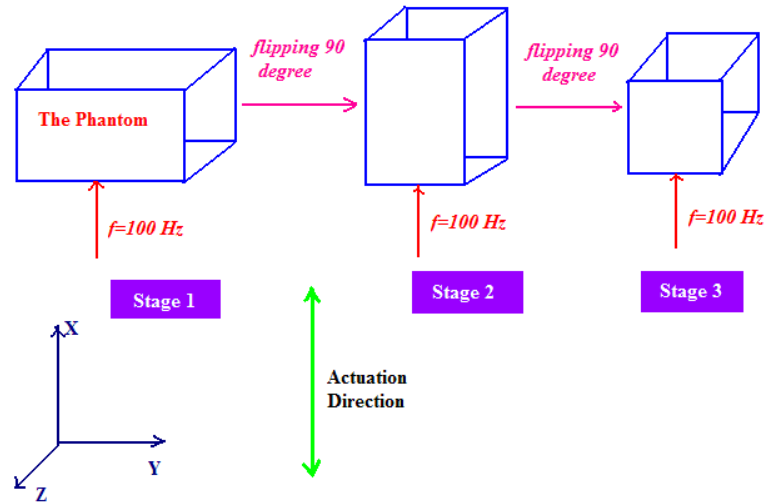 flipping 90
degree
flipping 90
degree
The Phantom
f=100 Hz
f=100 Hz
f=100 Hz
Stage 1
Stage 2
Stage 3
X
Actuation
Direction
Y
Z